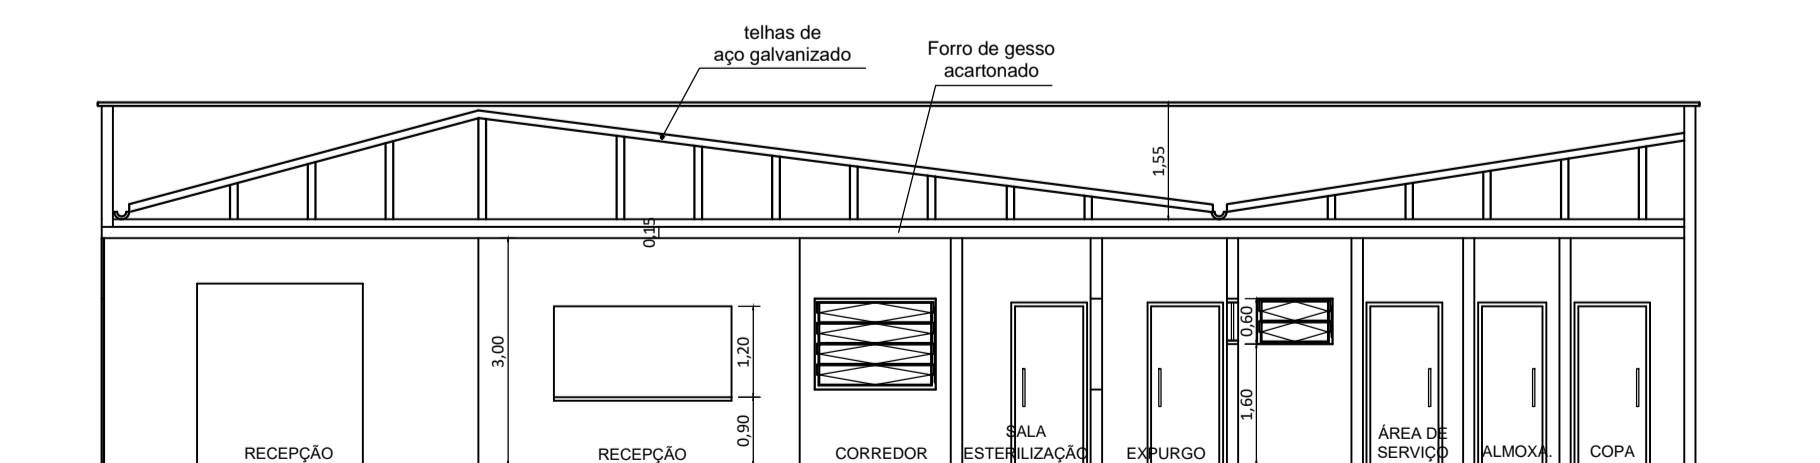 telhas de
aço galvanizado
Forro de gesso
acartonado
1,55
0,15
3,00
1,20
0,90
0,60
1,60
RECEPÇÃO
RECEPÇÃO
CORREDOR
SALA
ESTERILIZAÇÃO
EXPURGO
ÁREA DE
SERVIÇO
ALMOXA.
COPA